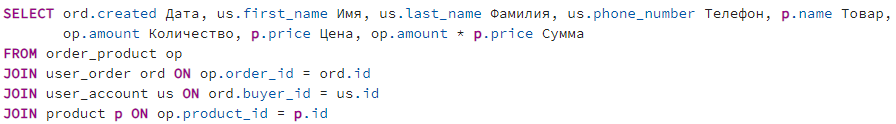 SELECT ord.created Дата, us.first_name Имя, us.last_name Фамилия, us.phone_number Телефон, p.name Товар,
op.amount Количество, p.price Цена, op.amount * p.price Сумма
FROM order_product op
JOIN user_order ord ON op.order_id = ord.id
JOIN user_account us ON ord.buyer_id = us.id
JOIN product p ON op.product_id = p.id